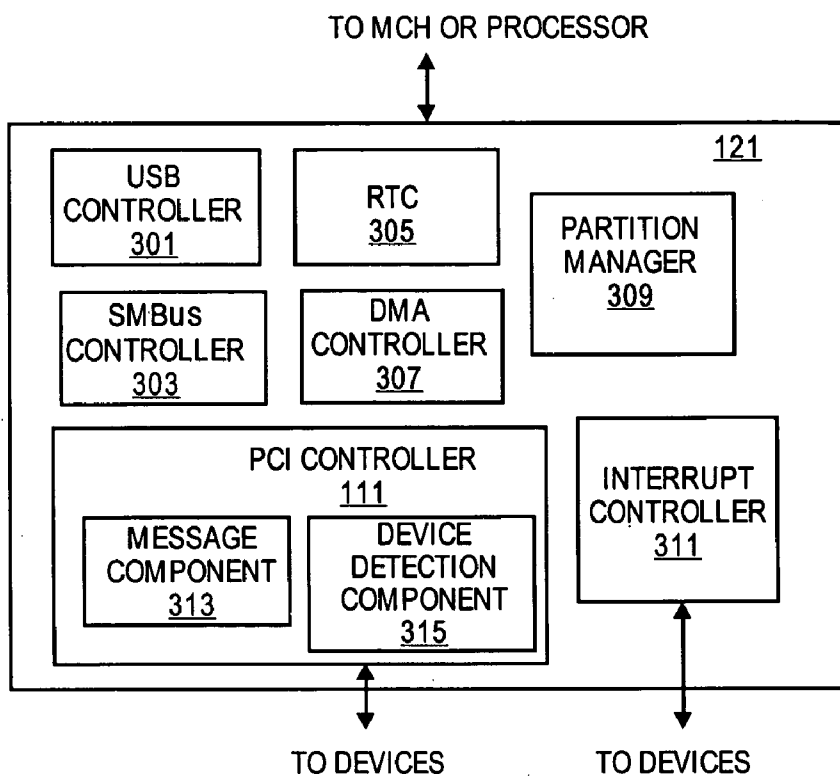 TO MCH OR PROCESSOR
121
USB
CONTROLLER
301
RTC
305
PARTITION
MANAGER
309
SMBus
CONTROLLER
303
DMA
CONTROLLER
307
PCI CONTROLLER
111
MESSAGE
COMPONENT
313
DEVICE
DETECTION
COMPONENT
315
INTERRUPT
CONTROLLER
311
TO DEVICES
TO DEVICES